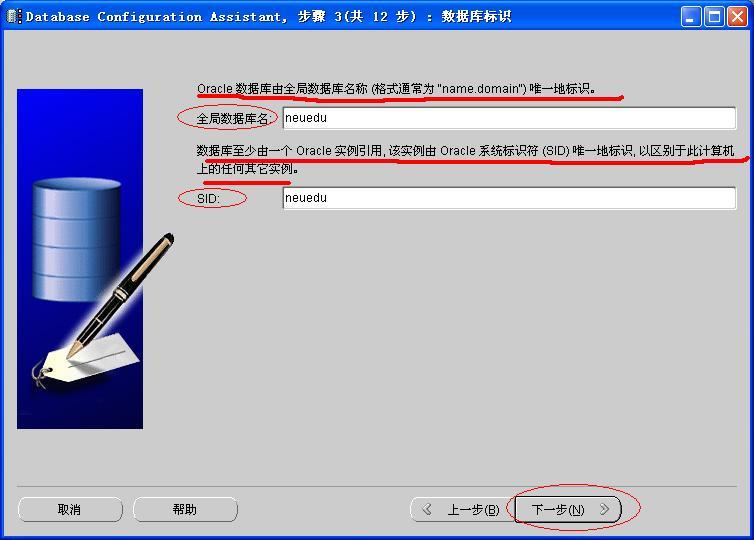 Database Configuration Assistant, 步骤 3(共 12 步) : 数据库标识
Oracle 数据库由全局数据库名称 (格式通常为 "name.domain") 唯一地标识。
全局数据库名: neuedu
数据库至少由一个 Oracle 实例引用, 该实例由 Oracle 系统标识符 (SID) 唯一地标识, 以区别于此计算机
上的任何其它实例。
SID: neuedu
取消 帮助 上一步(B) 下一步(N)